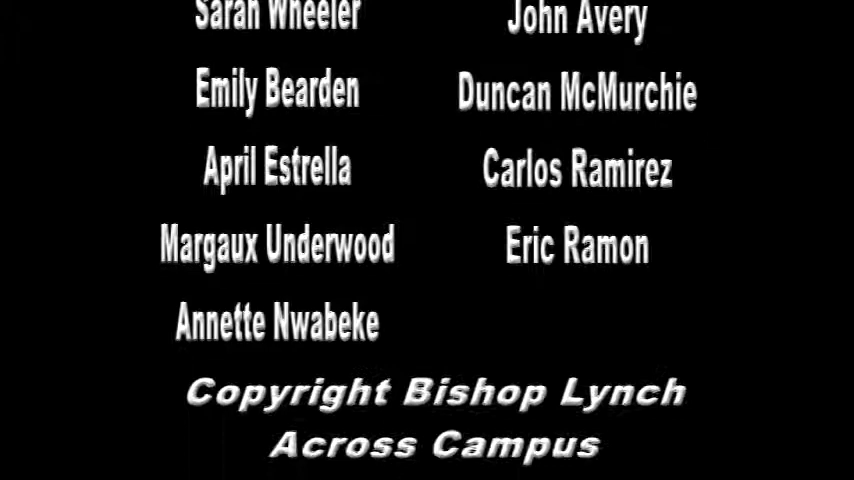 Sarah Wheeler
John Avery
Emily Bearden
Duncan McMurchie
April Estrella
Carlos Ramirez
Margaux Underwood
Eric Ramon
Annette Nwabeke
Copyright Bishop Lynch
Across Campus